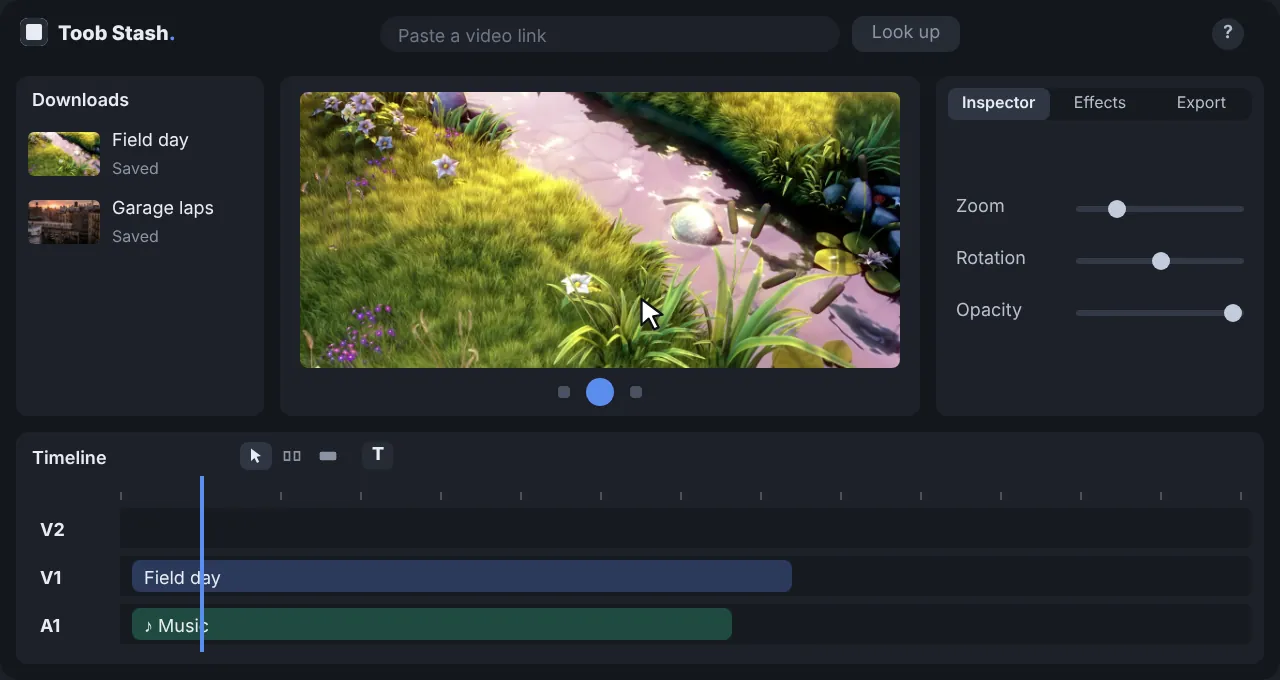 Toob Stash.
Paste a video link
Look up
?
Downloads
Field day
Saved
Garage laps
Saved
Inspector
Effects
Export
Zoom
Rotation
Opacity
Timeline
T
V2
V1
Field day
A1
♪ Music